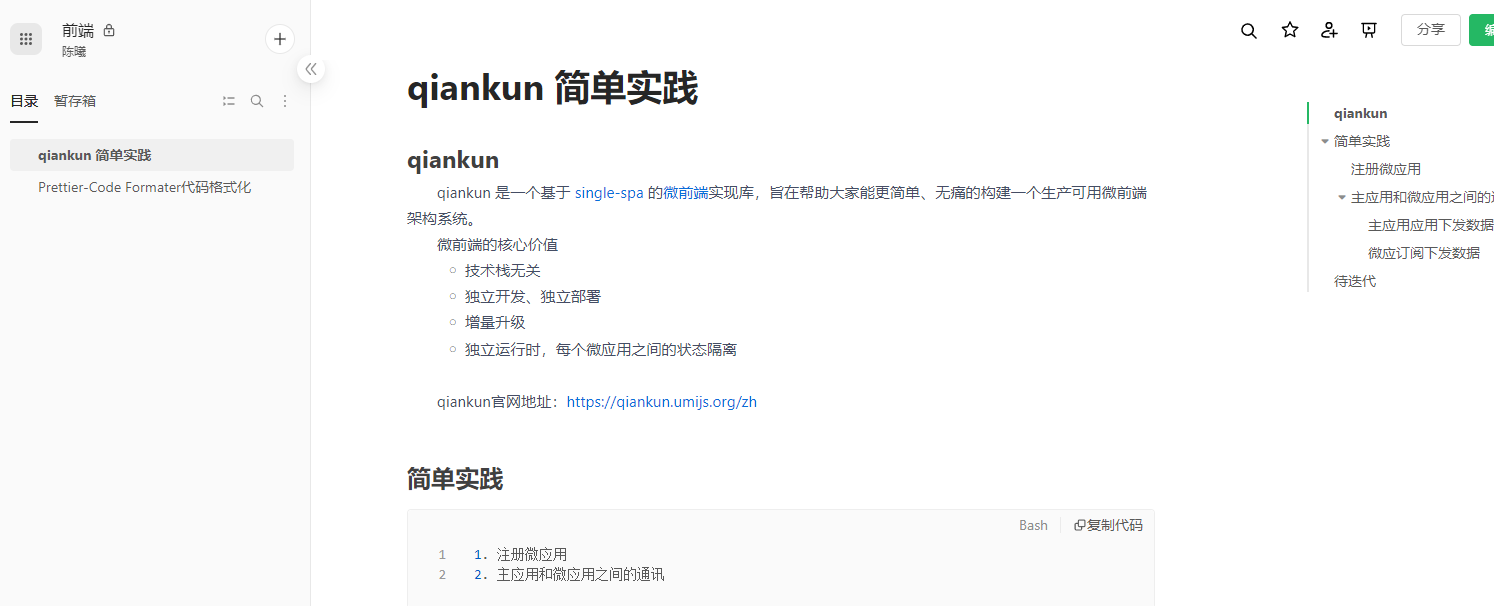 前端
陈曦
目录 暂存箱
qiankun 简单实践
Prettier-Code Formater代码格式化
分享
编
qiankun 简单实践
qiankun
qiankun 是一个基于 single-spa 的微前端实现库，旨在帮助大家能更简单、无痛的构建一个生产可用微前端
架构系统。
微前端的核心价值
技术栈无关
独立开发、独立部署
增量升级
独立运行时，每个微应用之间的状态隔离
qiankun官网地址：https://qiankun.umijs.org/zh
简单实践
Bash 复制代码
1 1. 注册微应用
2 2. 主应用和微应用之间的通讯
qiankun
简单实践
注册微应用
主应用和微应用之间的
主应用应用下发数据
微应订阅下发数据
待迭代